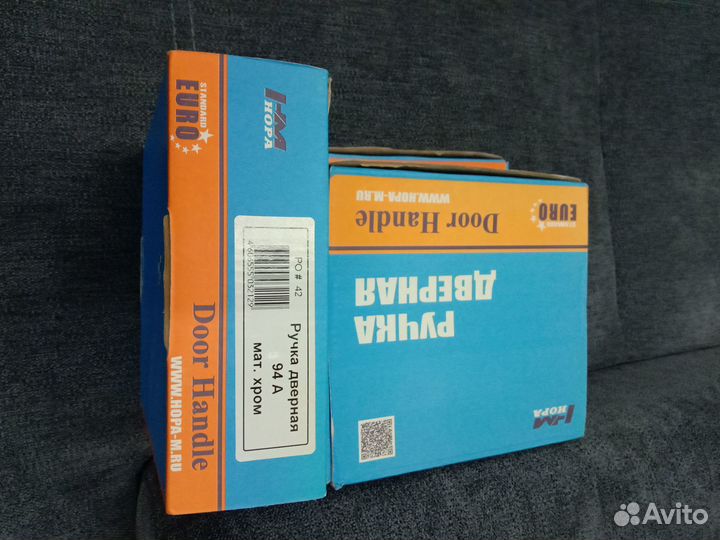 STANDARD
EURO
НОРА
Door Handle
WWW.НОРА-M.RU
PO # 42
Ручка дверная
94 А
мат. хром
STANDARD
EURO
Door Handle
WWW.НОРА-M.RU
РУЧКА
ДВЕРНАЯ
НОРА
Avito